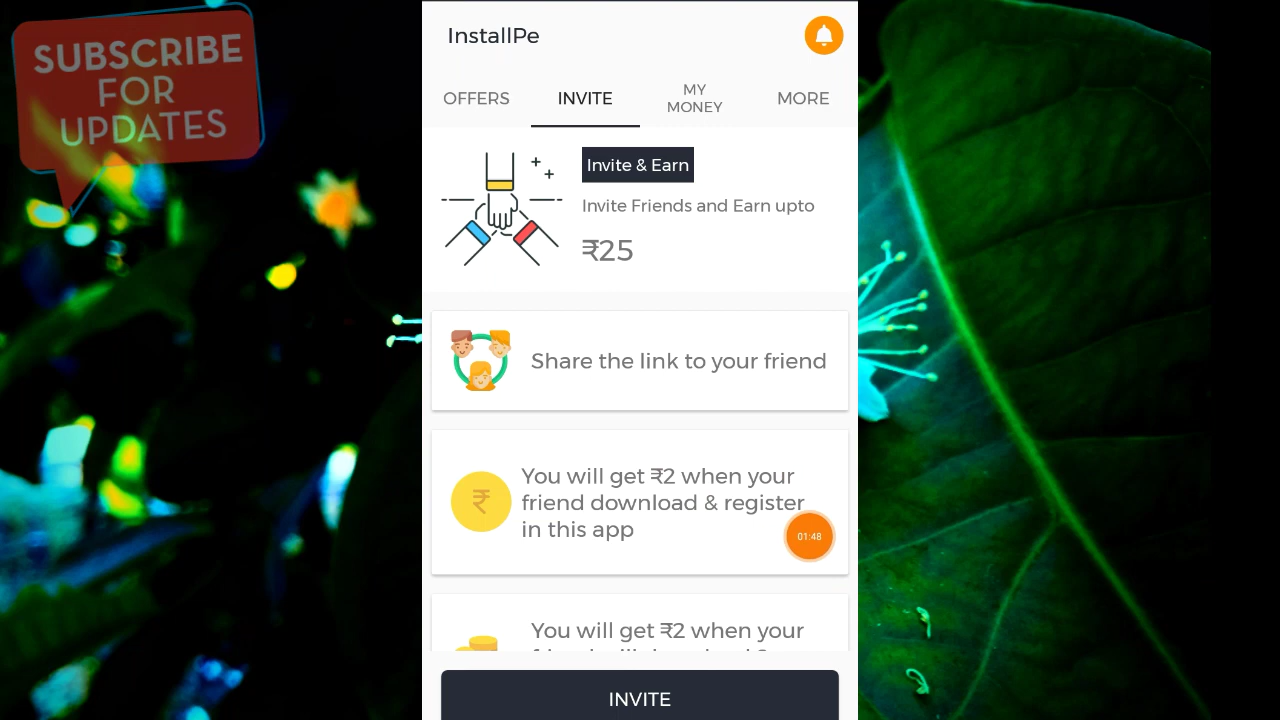 SUBSCRIBE
FOR
UPDATES
InstallPe
OFFERS
INVITE
MY
MONEY
MORE
Invite & Earn
Invite Friends and Earn upto
₹25
Share the link to your friend
₹
You will get ₹2 when your
friend download & register
in this app
01:48
You will get ₹2 when your
INVITE